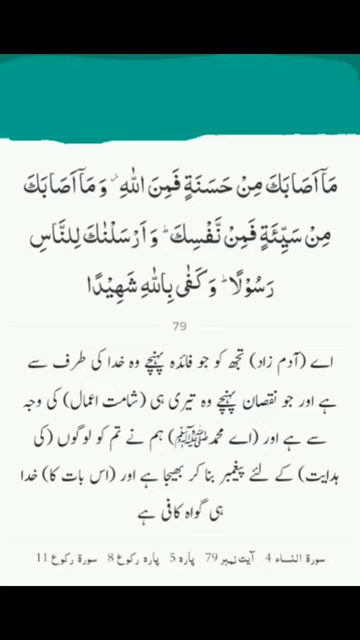 مَاۤ اَصَابَكَ مِنْ حَسَنَةٍ فَمِنَ اللّٰهِ ۫ وَ مَاۤ اَصَابَكَ
مِنْ سَیِّئَةٍ فَمِنْ نَّفْسِكَ ؕ وَ اَرْسَلْنٰكَ لِلنَّاسِ
رَسُوْلًا ؕ وَ كَفٰی بِاللّٰهِ شَهِیْدًا
79
اے (آدم زاد) تجھ کو جو فائدہ پہنچے وہ خدا کی طرف سے
ہے اور جو نقصان پہنچے وہ تیری ہی (شامت اعمال) کی وجہ
سے ہے اور (اے محمدﷺ) ہم نے تم کو لوگوں (کی
ہدایت) کے لئے پیغمبر بنا کر بھیجا ہے اور (اس بات کا) خدا
ہی گواہ کافی ہے
سورۃ النساء 4 آیت نمبر 79 پارہ 5 پارہ رکوع 8 سورۃ رکوع 11